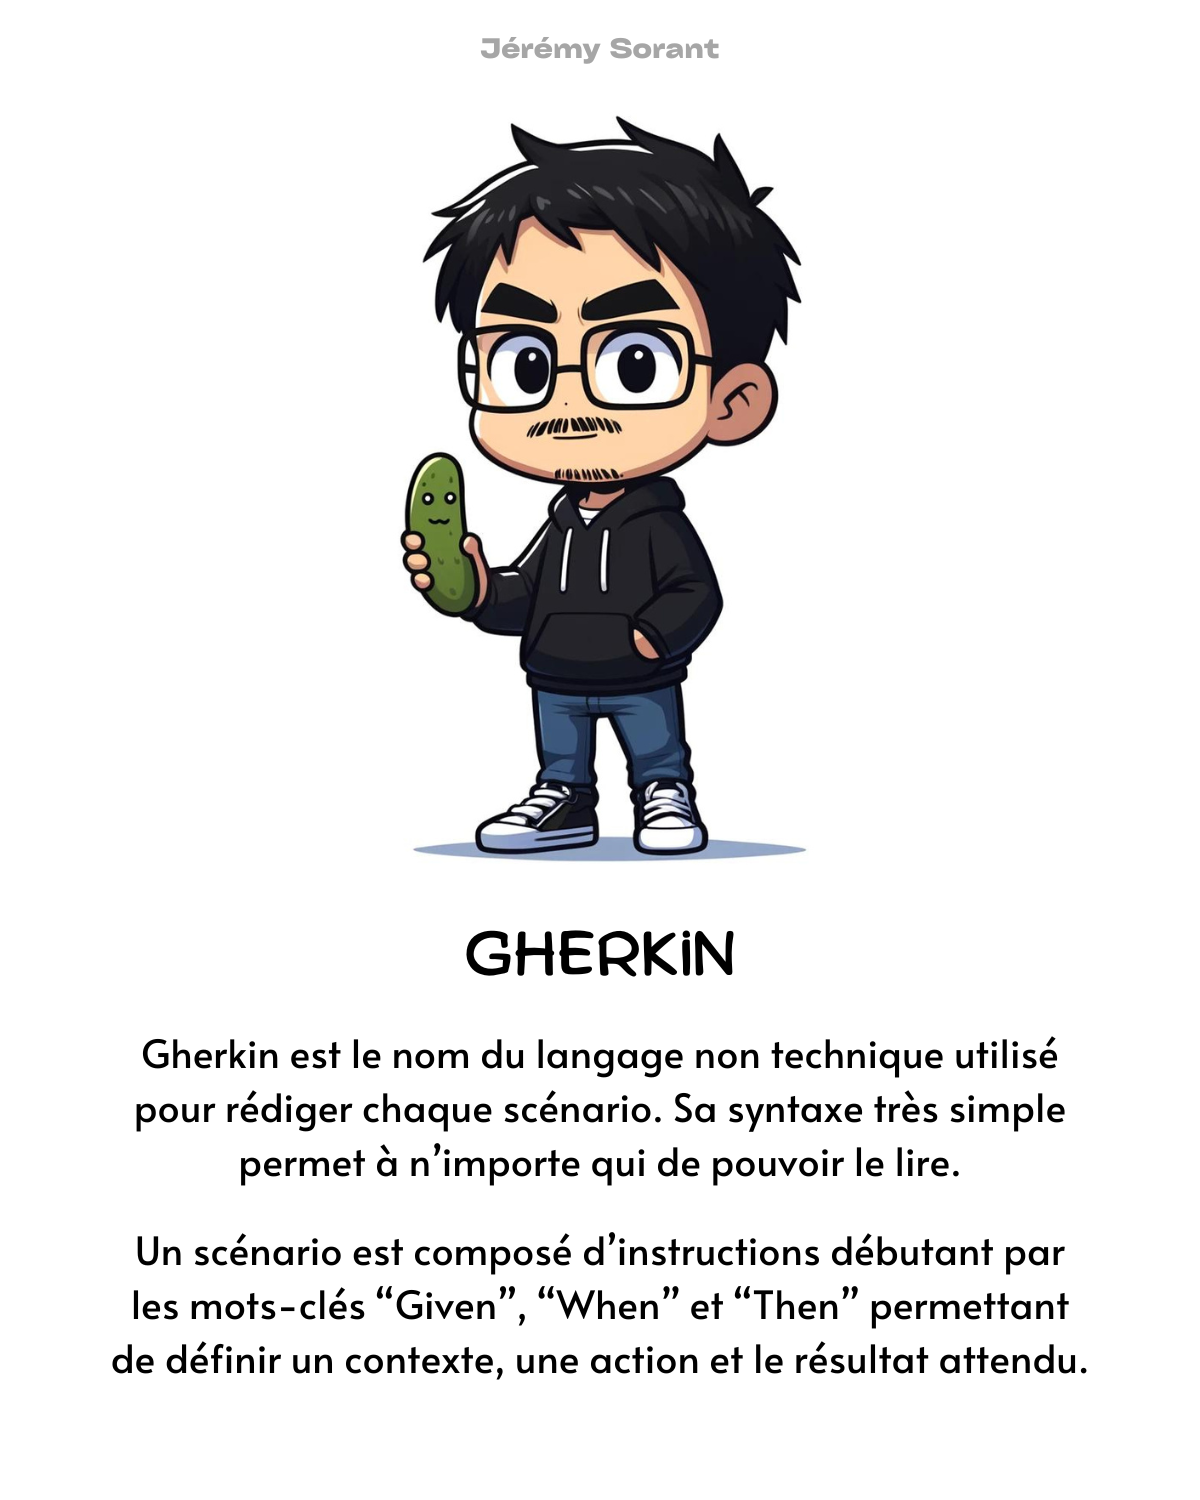 Jérémy Sorant
GHERKiN
Gherkin est le nom du langage non technique utilisé
pour rédiger chaque scénario. Sa syntaxe très simple
permet à n’importe qui de pouvoir le lire.
Un scénario est composé d’instructions débutant par
les mots-clés “Given”, “When” et “Then” permettant
de définir un contexte, une action et le résultat attendu.